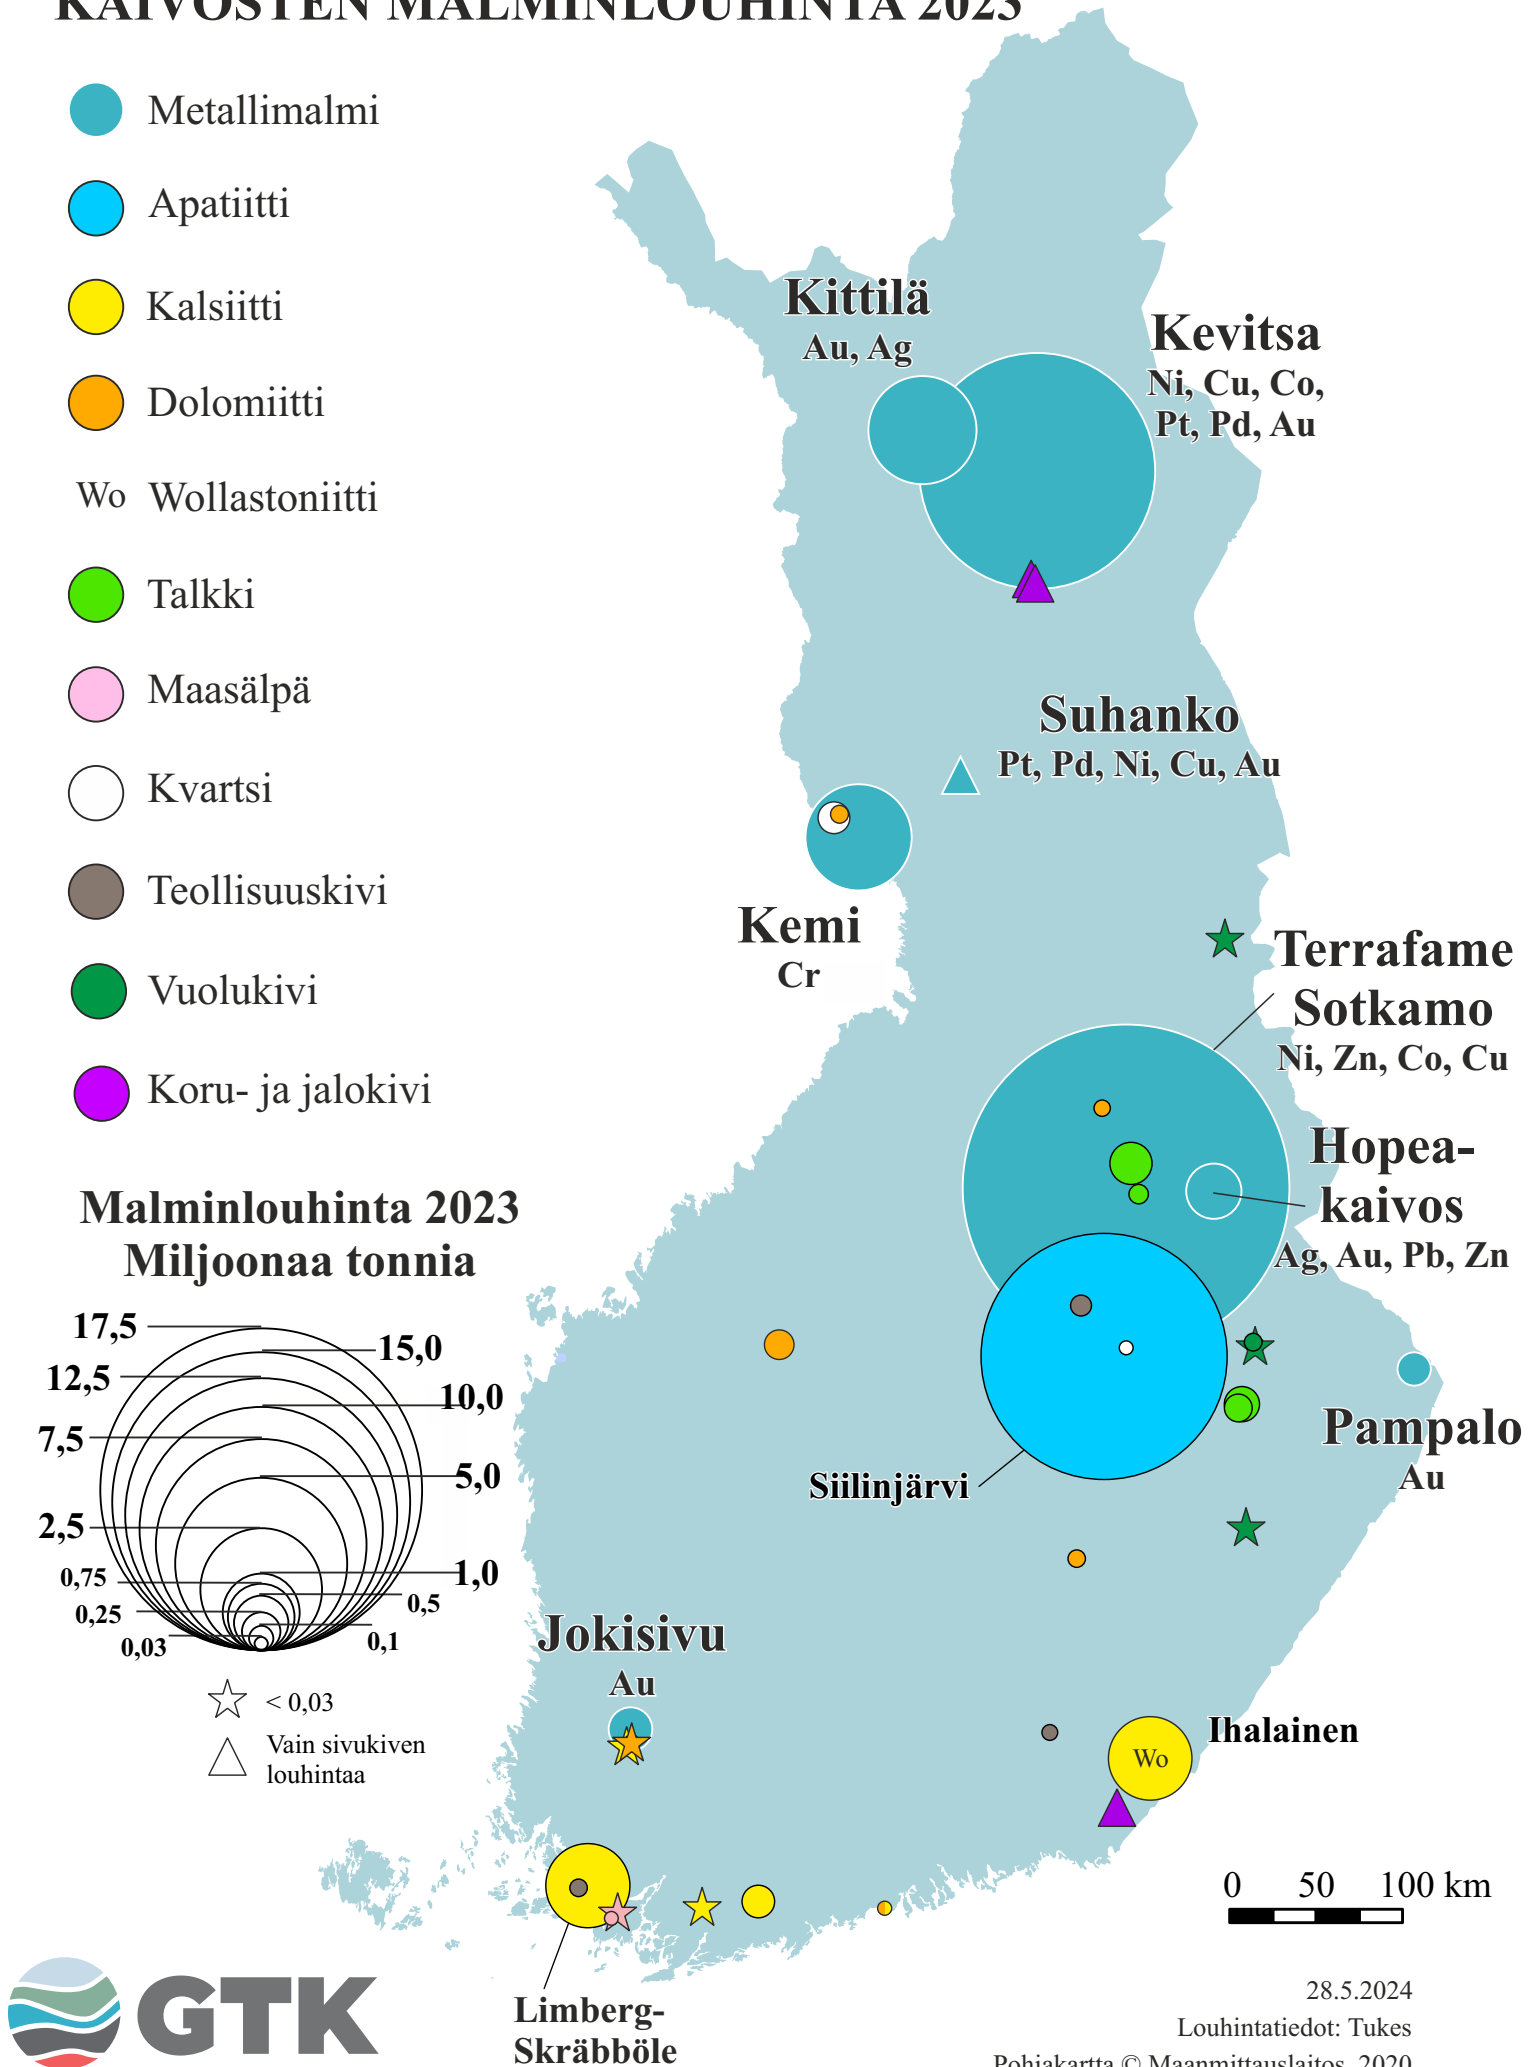 KAIVOSTEN MALMINLOUHINTA 2023
Metallimalmi
Apatiitti
Kalsiitti
Dolomiitti
Wo Wollastoniitti
Talkki
Maasälpä
Kvartsi
Teollisuuskivi
Vuolukivi
Koru- ja jalokivi
Malminlouhinta 2023
Miljoonaa tonnia
17,5
15,0
12,5
10,0
7,5
5,0
2,5
1,0
0,75
0,5
0,25
0,1
0,03
< 0,03
Vain sivukiven
louhintaa
Kittilä
Au, Ag
Kevitsa
Ni, Cu, Co,
Pt, Pd, Au
Suhanko
Pt, Pd, Ni, Cu, Au
Kemi
Cr
Terrafame
Sotkamo
Ni, Zn, Co, Cu
Hopea-
kaivos
Ag, Au, Pb, Zn
Pampalo
Au
Siilinjärvi
Jokisivu
Au
Ihalainen
Wo
Limberg-
Skräbböle
0 50 100 km
GTK
28.5.2024
Louhintatiedot: Tukes
Pohjakartta © Maanmittauslaitos, 2020